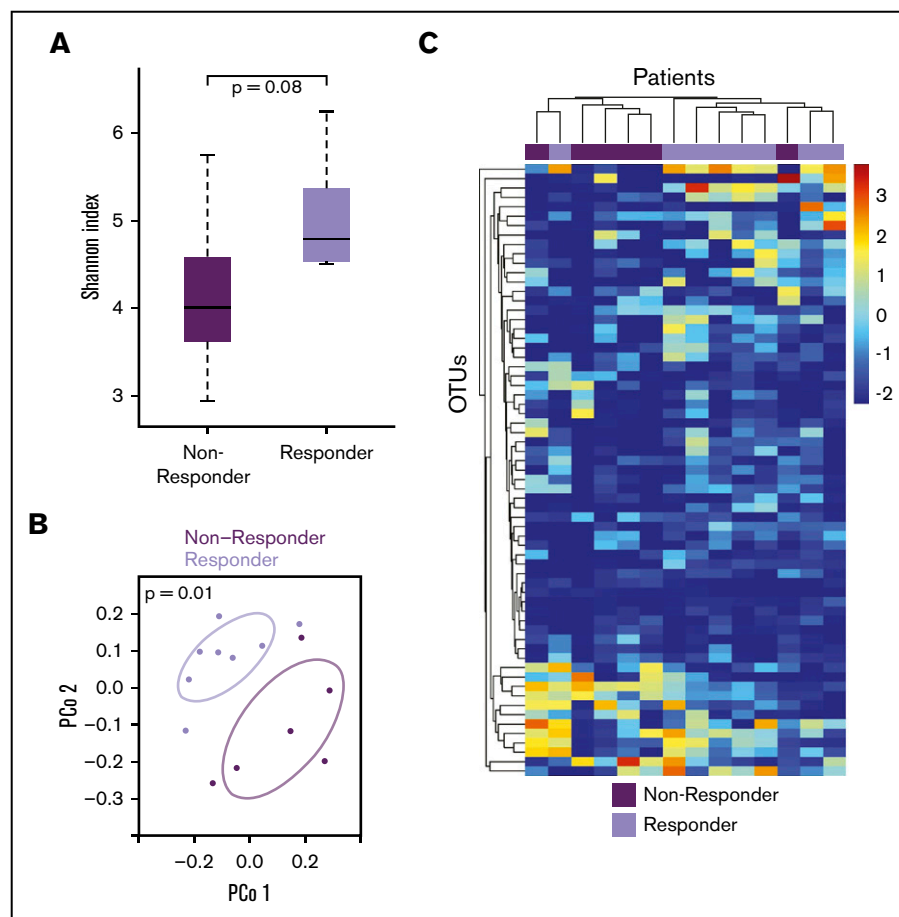 A
p = 0.08
Shannon index
6
5
4
3
Non-
Responder
Responder
B
Non–Responder
Responder
p = 0.01
PCo 2
0.2
0.1
0.0
−0.1
−0.2
−0.3
−0.2
0.0
0.2
PCo 1
C
Patients
OTUs
3
2
1
0
-1
-2
Non-Responder
Responder